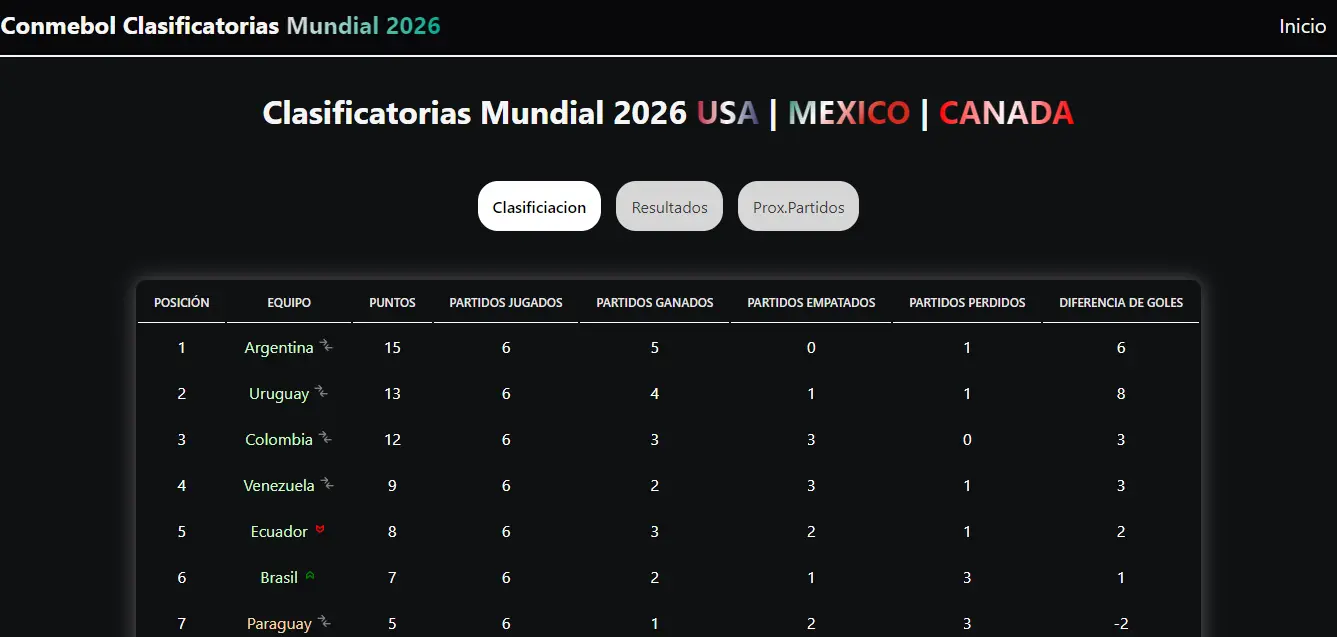 Conmebol Clasificatorias Mundial 2026 Inicio
Clasificatorias Mundial 2026 USA | MEXICO | CANADA
Clasificiacion Resultados Prox.Partidos
POSICIÓN EQUIPO PUNTOS PARTIDOS JUGADOS PARTIDOS GANADOS PARTIDOS EMPATADOS PARTIDOS PERDIDOS DIFERENCIA DE GOLES
1 Argentina 15 6 5 0 1 6
2 Uruguay 13 6 4 1 1 8
3 Colombia 12 6 3 3 0 3
4 Venezuela 9 6 2 3 1 3
5 Ecuador 8 6 3 2 1 2
6 Brasil 7 6 2 1 3 1
7 Paraguay 5 6 1 2 3 -2